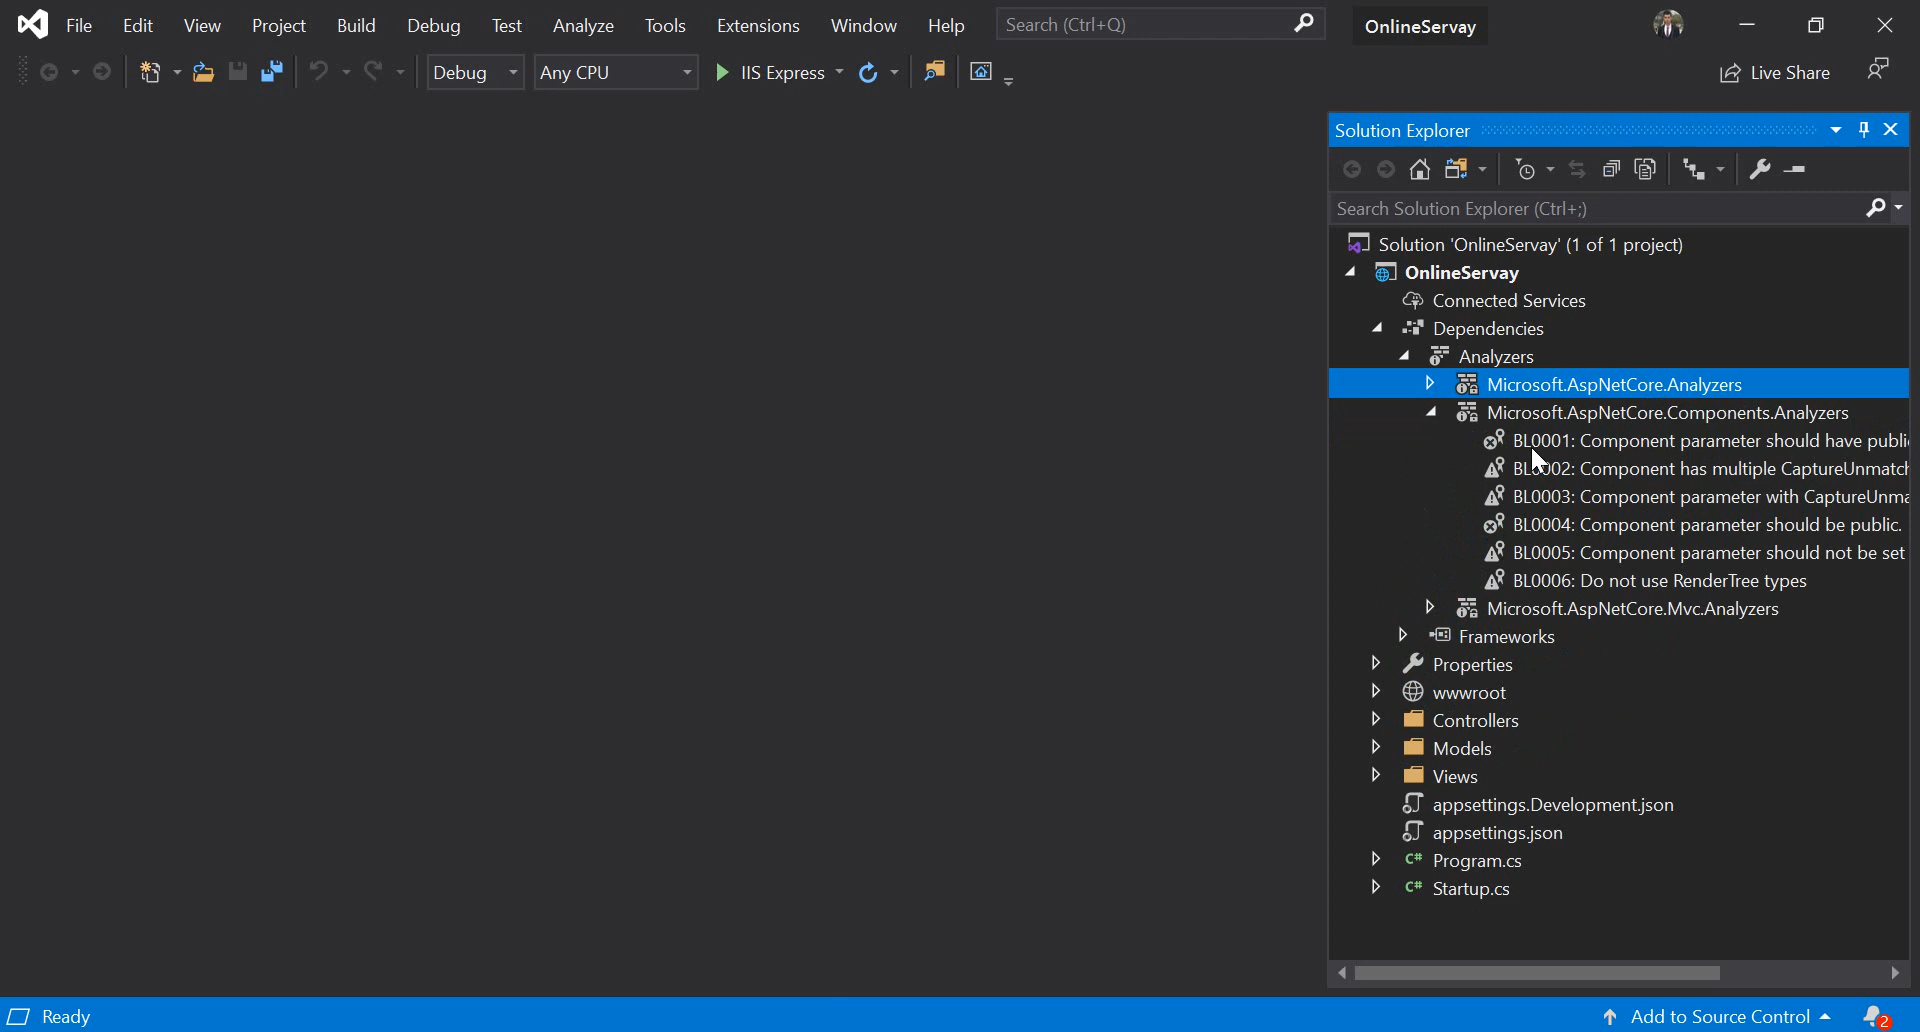 File Edit View Project Build Debug Test Analyze Tools Extensions Window Help Search (Ctrl+Q) OnlineServay
Debug Any CPU IIS Express Live Share
Solution Explorer
Search Solution Explorer (Ctrl+;)
Solution 'OnlineServay' (1 of 1 project)
OnlineServay
Connected Services
Dependencies
Analyzers
Microsoft.AspNetCore.Analyzers
Microsoft.AspNetCore.Components.Analyzers
BL0001: Component parameter should have publi
BL0002: Component has multiple CaptureUnmatch
BL0003: Component parameter with CaptureUnma
BL0004: Component parameter should be public.
BL0005: Component parameter should not be set
BL0006: Do not use RenderTree types
Microsoft.AspNetCore.Mvc.Analyzers
Frameworks
Properties
wwwroot
Controllers
Models
Views
appsettings.Development.json
appsettings.json
C# Program.cs
C# Startup.cs
Ready Add to Source Control 2